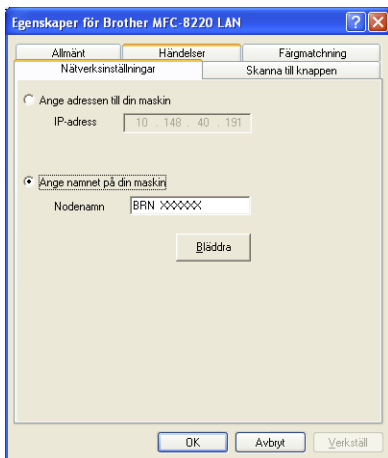 Egenskaper för Brother MFC-8220 LAN
Allmänt Händelser Färgmatchning
Nätverksinställningar Skanna till knappen
Ange adressen till din maskin
IP-adress 10 . 148 . 40 . 191
Ange namnet på din maskin
Nodenamn BRN XXXXXX
Bläddra
OK Avbryt Verkställ